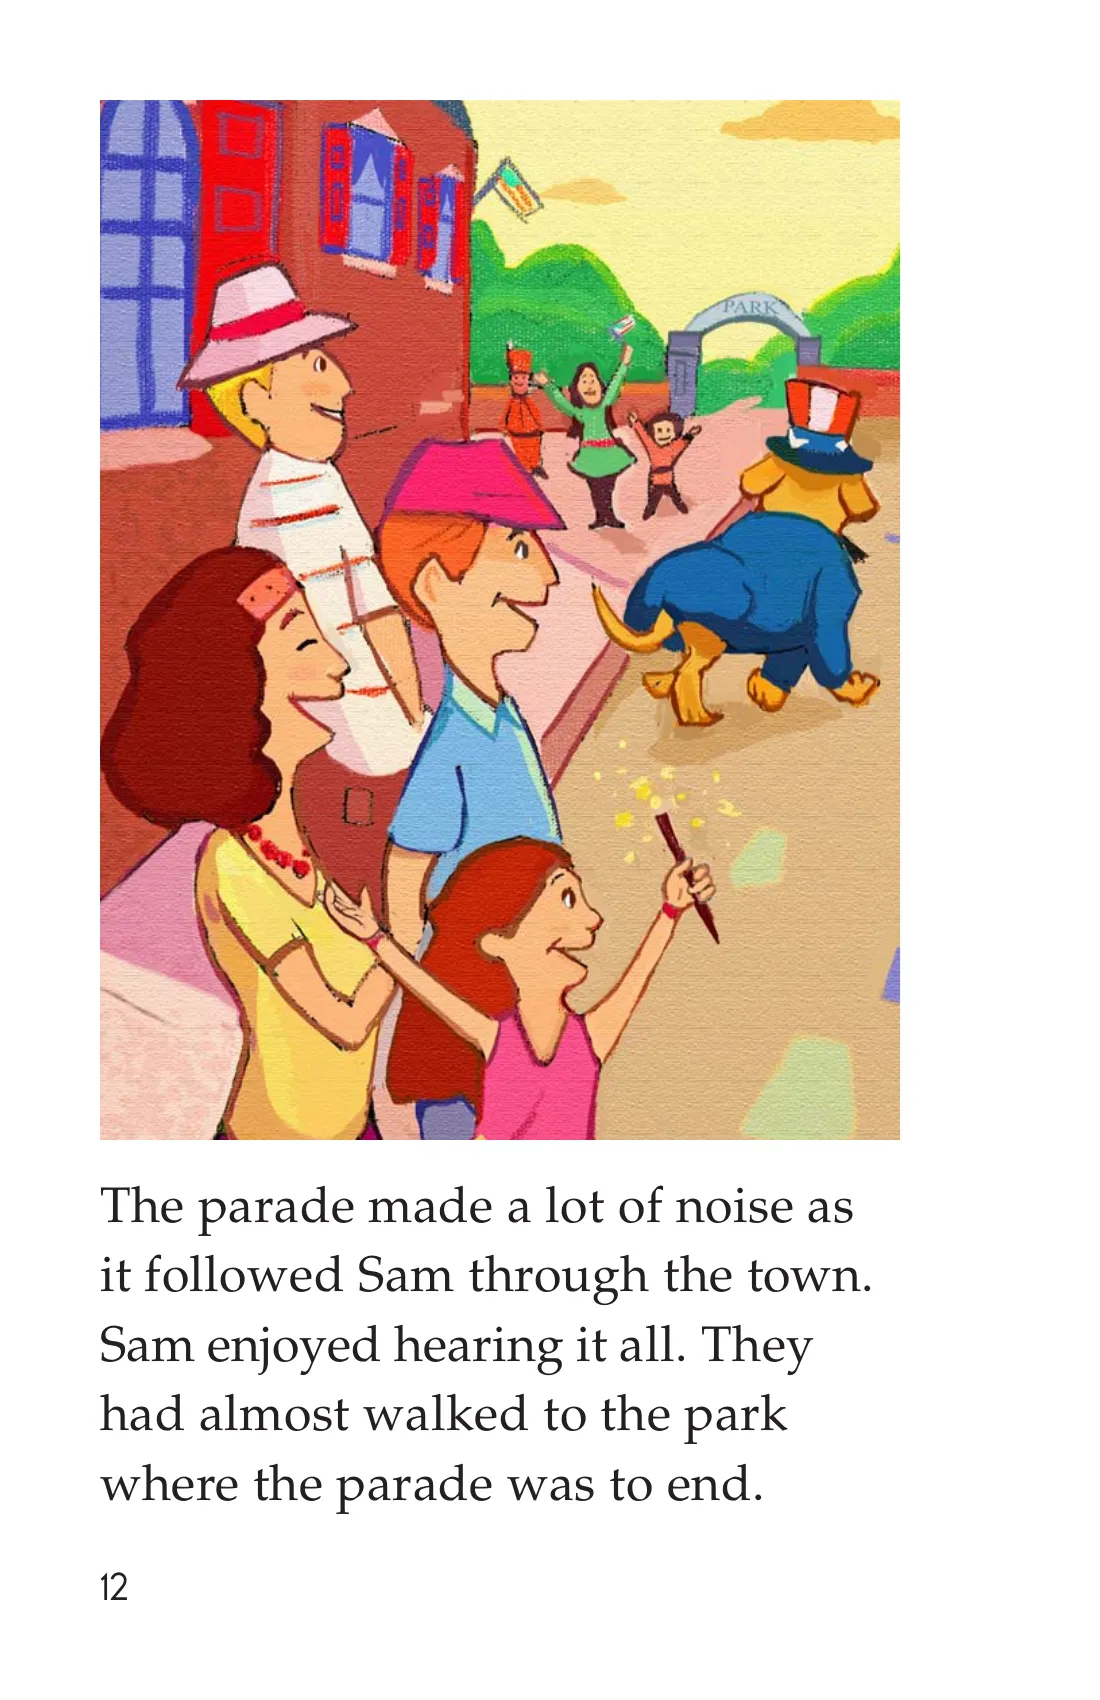 PARK
The parade made a lot of noise as
it followed Sam through the town.
Sam enjoyed hearing it all. They
had almost walked to the park
where the parade was to end.
12